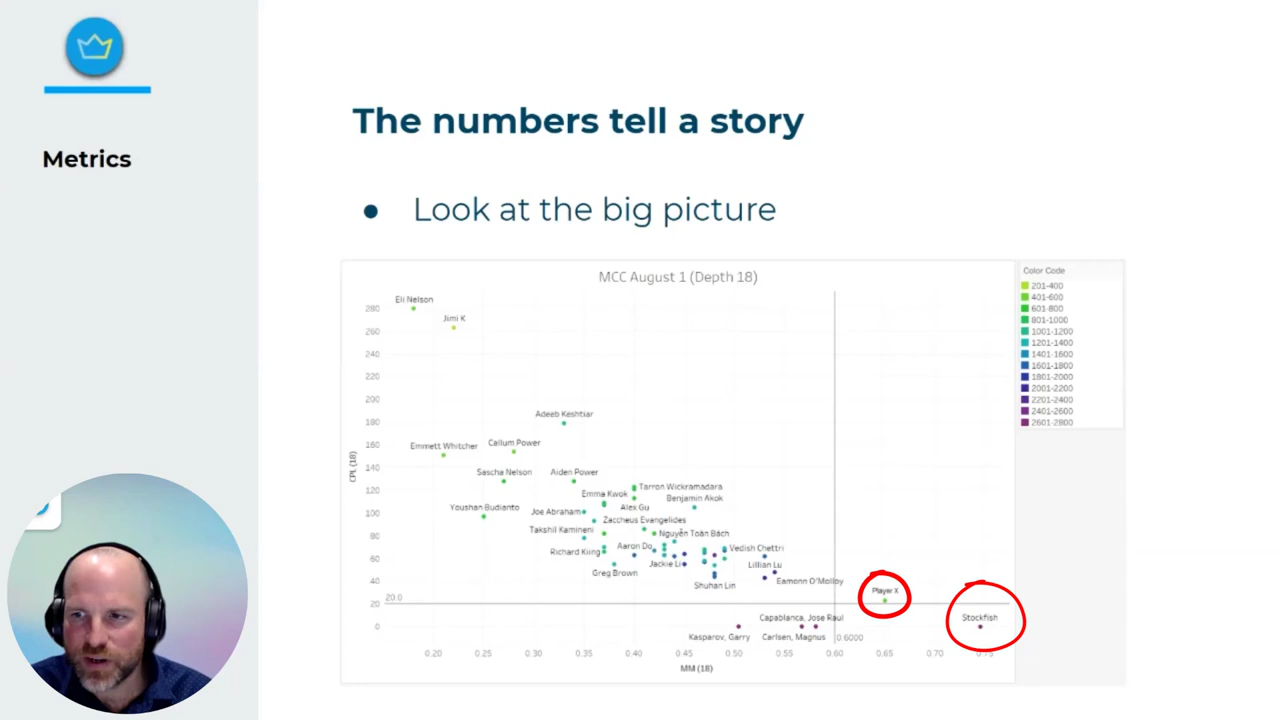 The numbers tell a story
Metrics
● Look at the big picture
MCC August 1 (Depth 18)
Color Code
201-400
401-600
601-800
801-1000
1001-1200
1201-1400
1401-1600
1601-1800
1801-2000
2001-2200
2201-2400
2401-2600
2601-2800
CPL (18)
280
260
240
220
200
180
160
140
120
100
80
60
40
20
0
Eli Nelson
Jimi K
Adeeb Keshtiar
Emmett Whitcher
Callum Power
Sascha Nelson
Aiden Power
Emma Kwok
Tarron Wickramadara
Benjamin Akok
Youshan Budianto
Joe Abraham
Alex Gu
Zaccheus Evangelides
Takshil Kamineni
Nguyên Toàn Bách
Richard Kiing
Aaron Do
Vedish Chettri
Greg Brown
Jackie Li
Lillian Lu
Shuhan Lin
Eamonn O'Molloy
Player X
20.0
Capablanca, Jose Raul
Stockfish
Kasparov, Garry
Carlsen, Magnus
0.6000
0.20
0.25
0.30
0.35
0.40
0.45
0.50
0.55
0.60
0.65
0.70
0.75
MM (18)